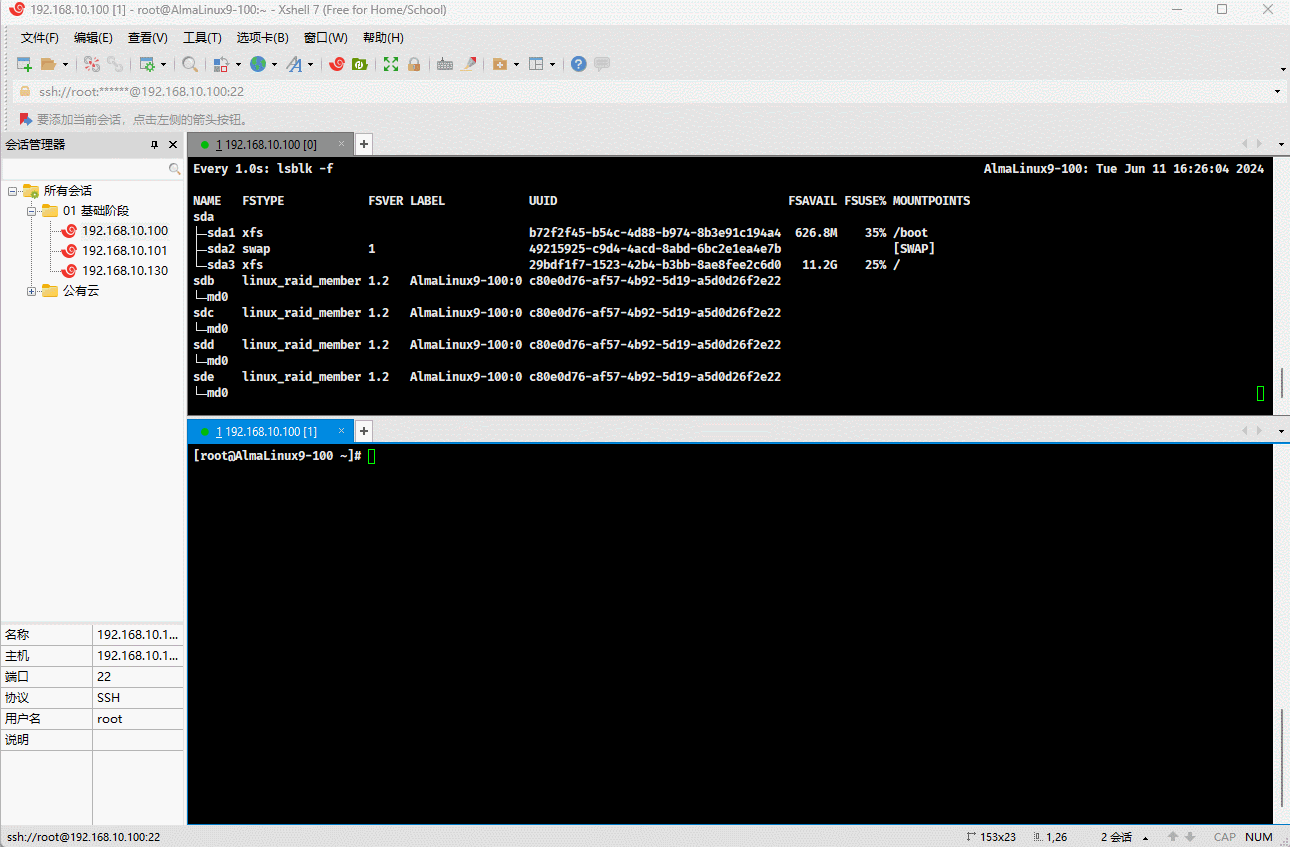 192.168.10.100 [1] - root@AlmaLinux9-100:~ - Xshell 7 (Free for Home/School)
文件(F) 编辑(E) 查看(V) 工具(T) 选项卡(B) 窗口(W) 帮助(H)
ssh://root:******@192.168.10.100:22
要添加当前会话，点击左侧的箭头按钮。
会话管理器
所有会话
01 基础阶段
192.168.10.100
192.168.10.101
192.168.10.130
公有云
名称 192.168.10.1...
主机 192.168.10.1...
端口 22
协议 SSH
用户名 root
说明
1 192.168.10.100 [0] × +
Every 1.0s: lsblk -f AlmaLinux9-100: Tue Jun 11 16:26:04 2024
NAME FSTYPE FSVER LABEL UUID FSAVAIL FSUSE% MOUNTPOINTS
sda
├─sda1 xfs b72f2f45-b54c-4d88-b974-8b3e91c194a4 626.8M 35% /boot
├─sda2 swap 1 49215925-c9d4-4acd-8abd-6bc2e1ea4e7b [SWAP]
└─sda3 xfs 29bdf1f7-1523-42b4-b3bb-8ae8fee2c6d0 11.2G 25% /
sdb linux_raid_member 1.2 AlmaLinux9-100:0 c80e0d76-af57-4b92-5d19-a5d0d26f2e22
└─md0
sdc linux_raid_member 1.2 AlmaLinux9-100:0 c80e0d76-af57-4b92-5d19-a5d0d26f2e22
└─md0
sdd linux_raid_member 1.2 AlmaLinux9-100:0 c80e0d76-af57-4b92-5d19-a5d0d26f2e22
└─md0
sde linux_raid_member 1.2 AlmaLinux9-100:0 c80e0d76-af57-4b92-5d19-a5d0d26f2e22
└─md0
1 192.168.10.100 [1] × +
[root@AlmaLinux9-100 ~]#
ssh://root@192.168.10.100:22 153x23 1,26 2 会话 CAP NUM